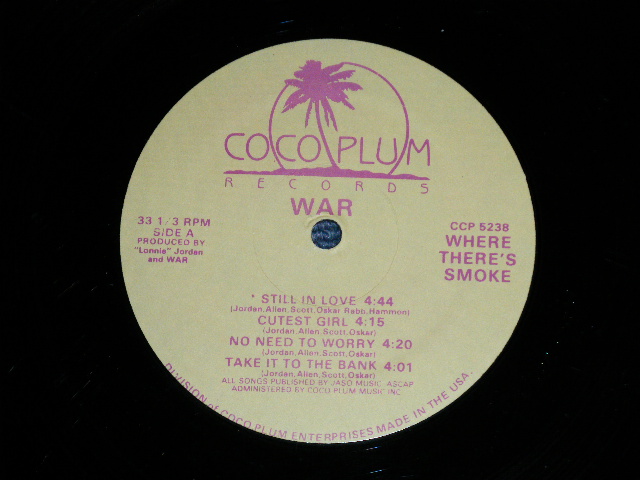 COCO PLUM
RECORDS
WAR
33 1/3 RPM
SIDE A
PRODUCED BY
"Lonnie" Jordan
and WAR
CCP 5238
WHERE
THERE'S
SMOKE
* STILL IN LOVE 4:44
(Jordan,Allen,Scott,Oskar Rabb,Hammon)
CUTEST GIRL 4:15
(Jordan,Allen,Scott,Oskar)
NO NEED TO WORRY 4:20
(Jordan,Allen,Scott,Oskar)
TAKE IT TO THE BANK 4:01
(Jordan,Allen,Scott,Oskar)
ALL SONGS PUBLISHED BY JASO MUSIC, ASCAP
ADMINISTERED BY COCO PLUM MUSIC INC
DIVISION of COCO PLUM ENTERPRISES MADE IN THE USA.